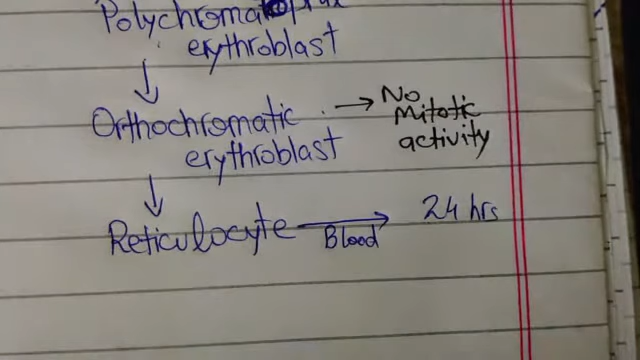 erythroblast
↓
Orthochromatic → No
Mitotic
erythroblast activity
↓
Reticulocyte → 24 hrs
Blood